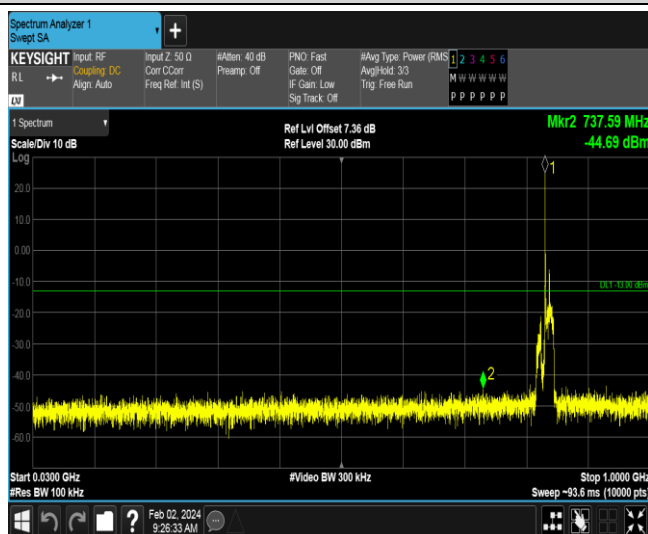 Spectrum Analyzer 1
Swept SA
KEYSIGHT
RL
LXI
Input: RF
Coupling: DC
Align: Auto
Input Z: 50 Ω
Corr CCorr
Freq Ref: Int (S)
#Atten: 40 dB
Preamp: Off
PNO: Fast
Gate: Off
IF Gain: Low
Sig Track: Off
#Avg Type: Power (RMS
Avg|Hold: 3/3
Trig: Free Run
1 2 3 4 5 6
M W W W W W
P P P P P P
1 Spectrum
Scale/Div 10 dB
Ref Lvl Offset 7.36 dB
Ref Level 30.00 dBm
Mkr2 737.59 MHz
-44.69 dBm
Log
1
20.0
10.0
0.00
-10.0
DL1 -13.00 dBm
-20.0
-30.0
-40.0
2
-50.0
-60.0
Start 0.0300 GHz
#Res BW 100 kHz
#Video BW 300 kHz
Stop 1.0000 GHz
Sweep ~93.6 ms (10000 pts)
?
Feb 02, 2024
9:26:33 AM